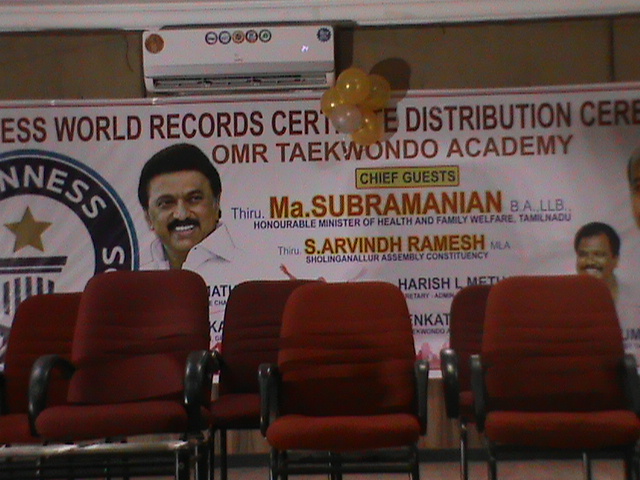 ESS WORLD RECORDS CERT E DISTRIBUTION CERE
OMR TAEKWONDO ACADEMY
CHIEF GUESTS
Thiru. Ma.SUBRAMANIAN B.A.,LLB.,
HONOURABLE MINISTER OF HEALTH AND FAMILY WELFARE, TAMILNADU
Thiru. S.ARVINDH RAMESH MLA
SHOLINGANALLUR ASSEMBLY CONSTITUENCY
HARISH L METH
ENKAT
NNESS